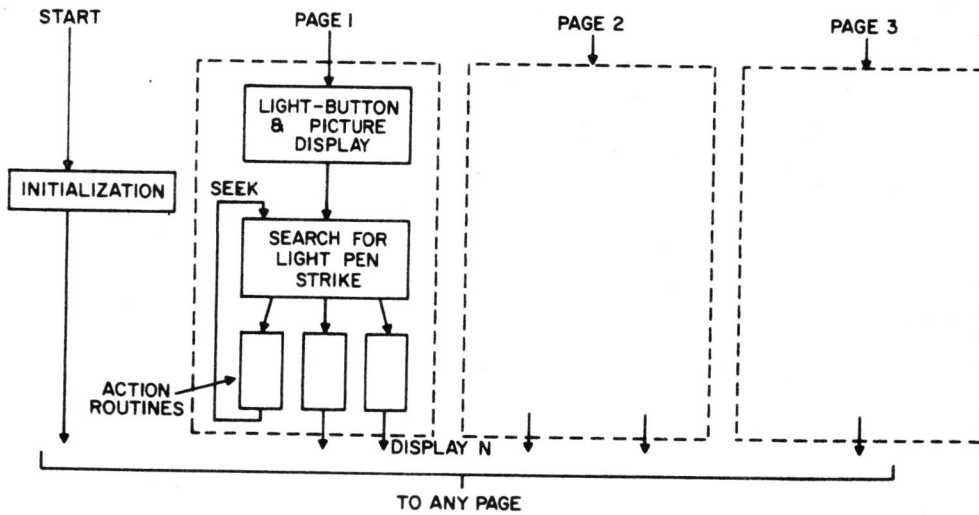 START
PAGE 1
PAGE 2
PAGE 3
LIGHT-BUTTON
& PICTURE
DISPLAY
INITIALIZATION
SEEK
SEARCH FOR
LIGHT PEN
STRIKE
ACTION
ROUTINES
DISPLAY N
TO ANY PAGE